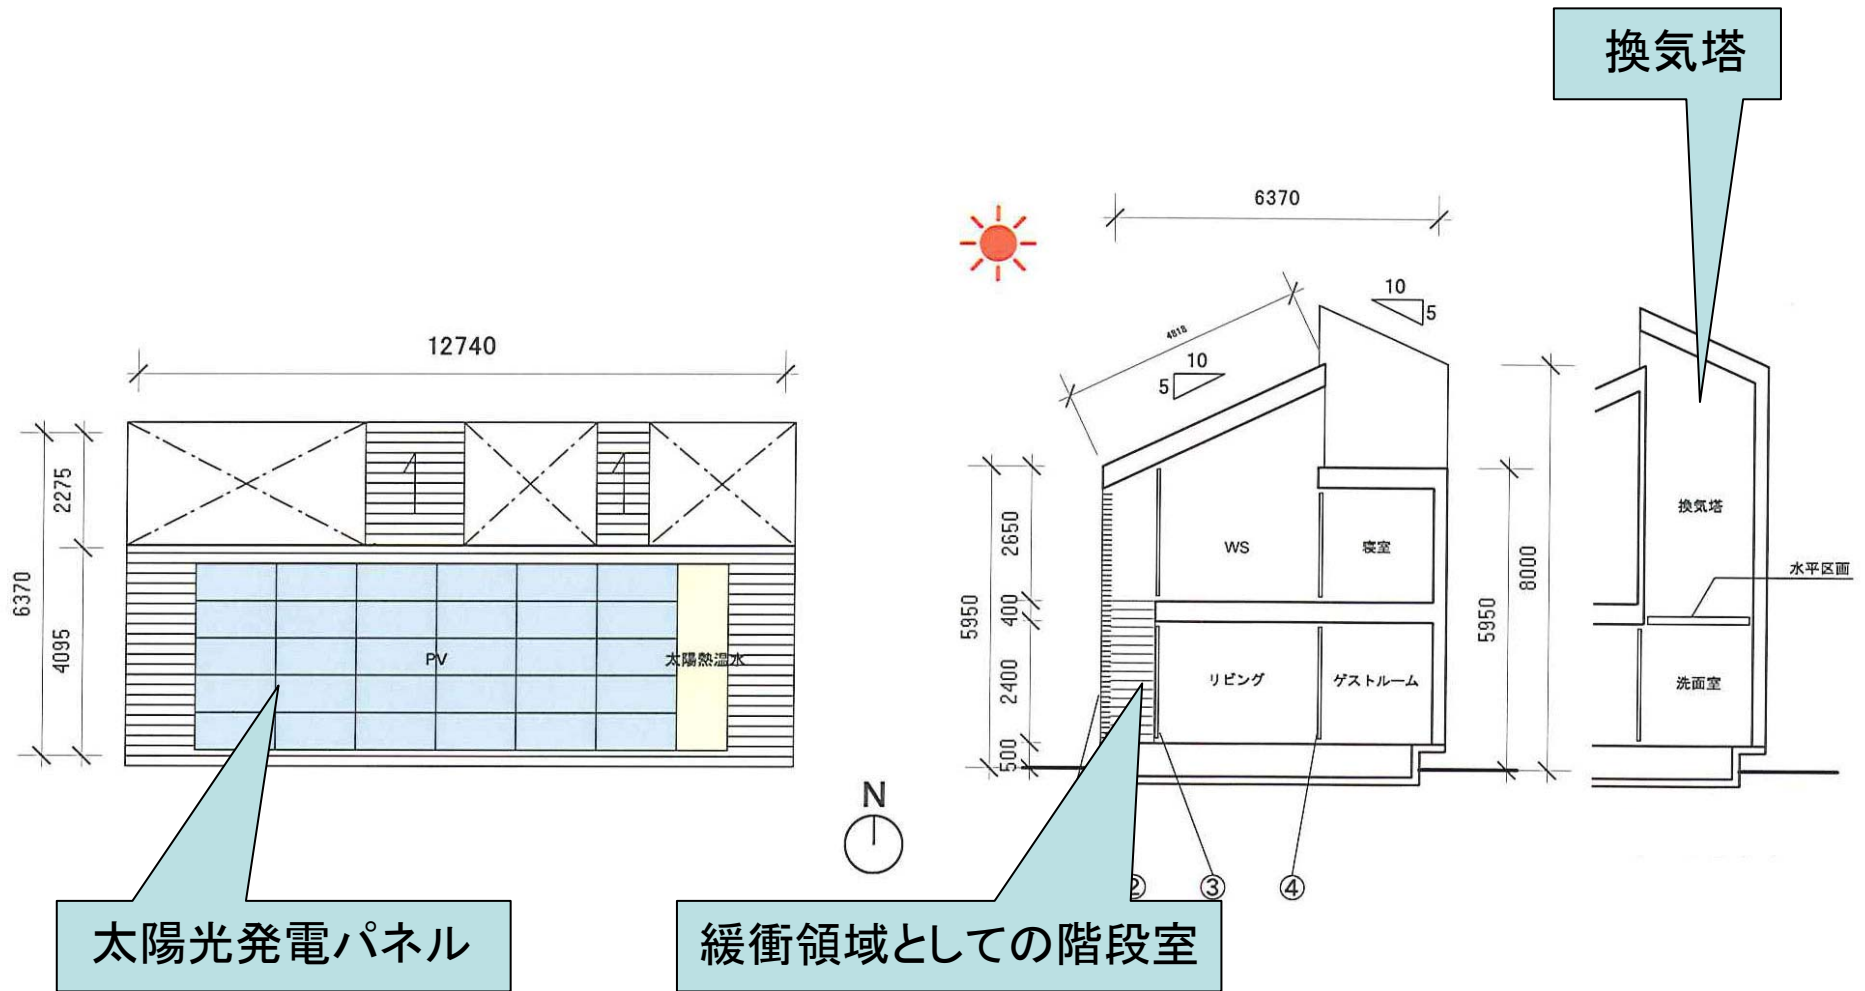 換気塔
6370
10
5
4818
10
5
12740
2275
6370
4095
PV
太陽熱温水
2650
400
5950
2400
500
WS
寝室
リビング
ゲストルーム
5950
8000
換気塔
水平区画
洗面室
N
②
③
④
太陽光発電パネル
緩衝領域としての階段室